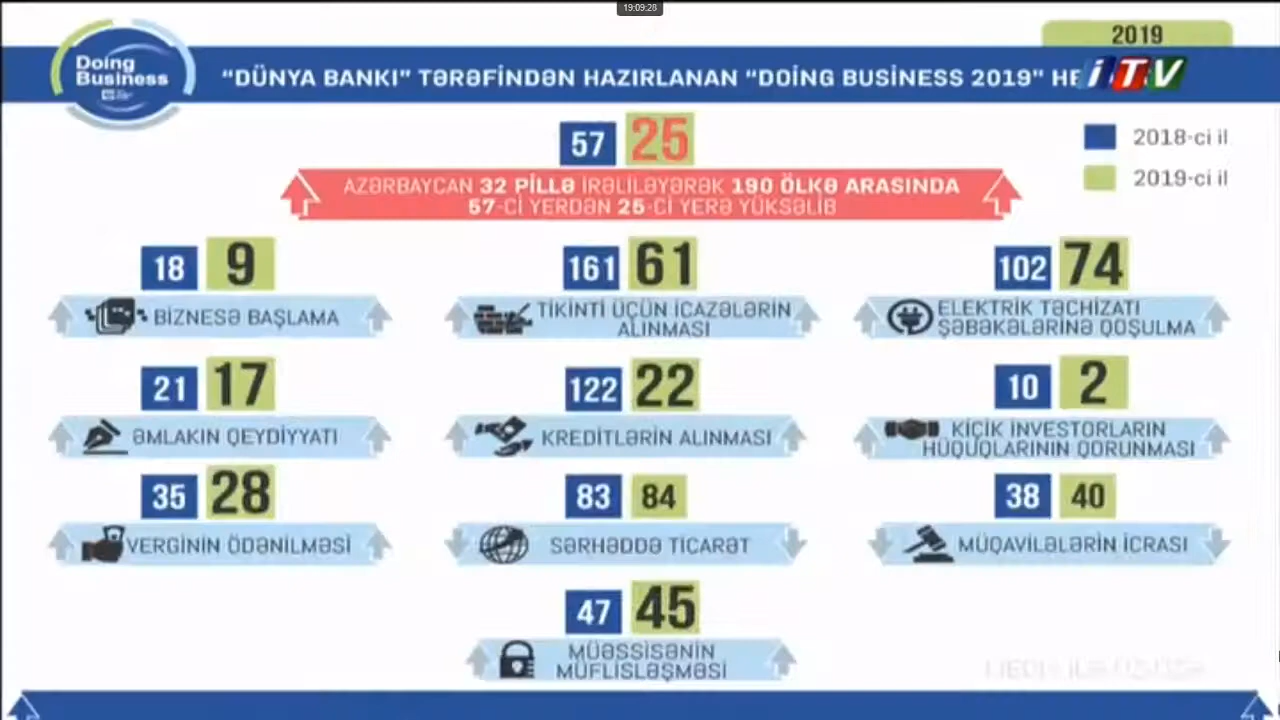 19:09:28
2019
Doing
Business
“DÜNYA BANKI” TƏRƏFİNDƏN HAZIRLANAN “DOİNG BUSINESS 2019"
iTV
57 25
2018-ci il
2019-ci il
AZƏRBAYCAN 32 PİLLƏ İRƏLİLƏYƏRƏK 190 ÖLKƏ ARASINDA
57-Cİ YERDƏN 25-Cİ YERƏ YÜKSƏLİB
18 9
BİZNESƏ BAŞLAMA
161 61
TİKİNTİ ÜÇÜN İCAZƏLƏRİN
ALINMASI
102 74
ELEKTRİK TƏCHİZATI
ŞƏBƏKƏLƏRİNƏ QOŞULMA
21 17
ƏMLAKIN QEYDİYYATI
122 22
KREDİTLƏRİN ALINMASI
10 2
KİÇİK INVESTORLARIN
HÜQUQLARININ QORUNMASI
35 28
VERGİNİN ÖDƏNİLMƏSİ
83 84
SƏRHƏDDƏ TİCARƏT
38 40
MÜQAVİLƏLƏRİN İCRASI
47 45
MÜƏSSİSƏNİN
MÜFLİSLƏŞMƏSİ